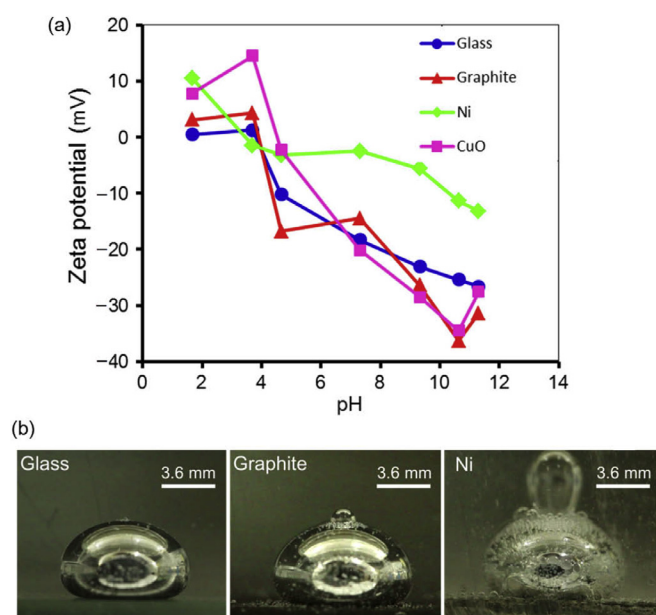 (a)
Zeta potential (mV)
20
10
0
−10
−20
−30
−40
0
2
4
6
8
10
12
14
pH
Glass
Graphite
Ni
CuO
(b)
Glass
3.6 mm
Graphite
3.6 mm
Ni
3.6 mm